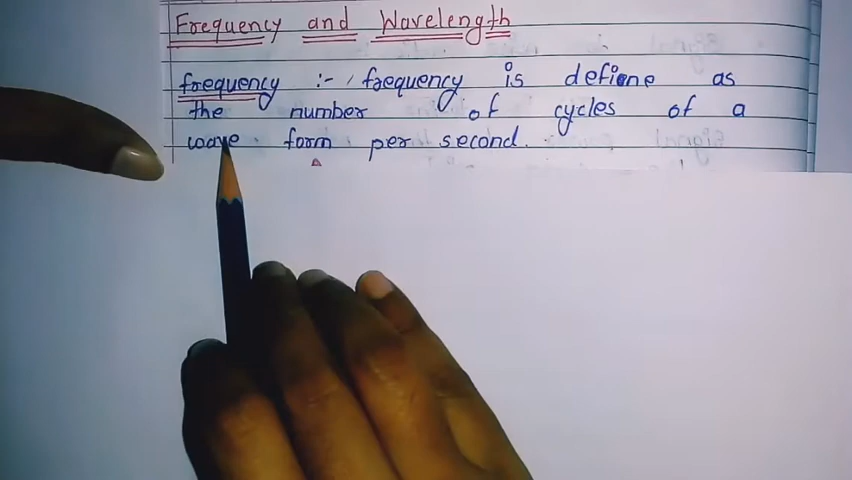 Frequency and Wavelength
frequency :- frequency is define as
the number of cycles of a
wave form per second.